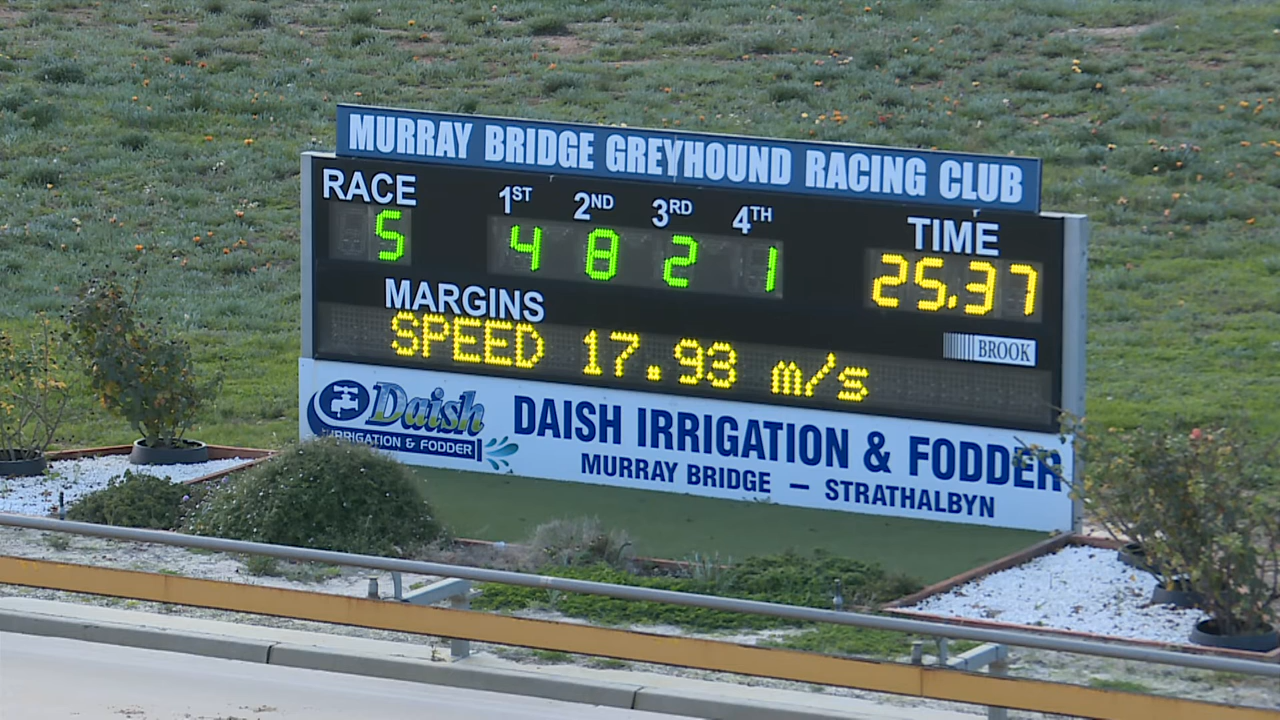 MURRAY BRIDGE GREYHOUND RACING CLUB
RACE 1ST 2ND 3RD 4TH TIME
5 4 8 2 1 25.37
MARGINS
SPEED 17.93 m/s
BROOK
Daish
IRRIGATION & FODDER
DAISH IRRIGATION & FODDER
MURRAY BRIDGE – STRATHALBYN